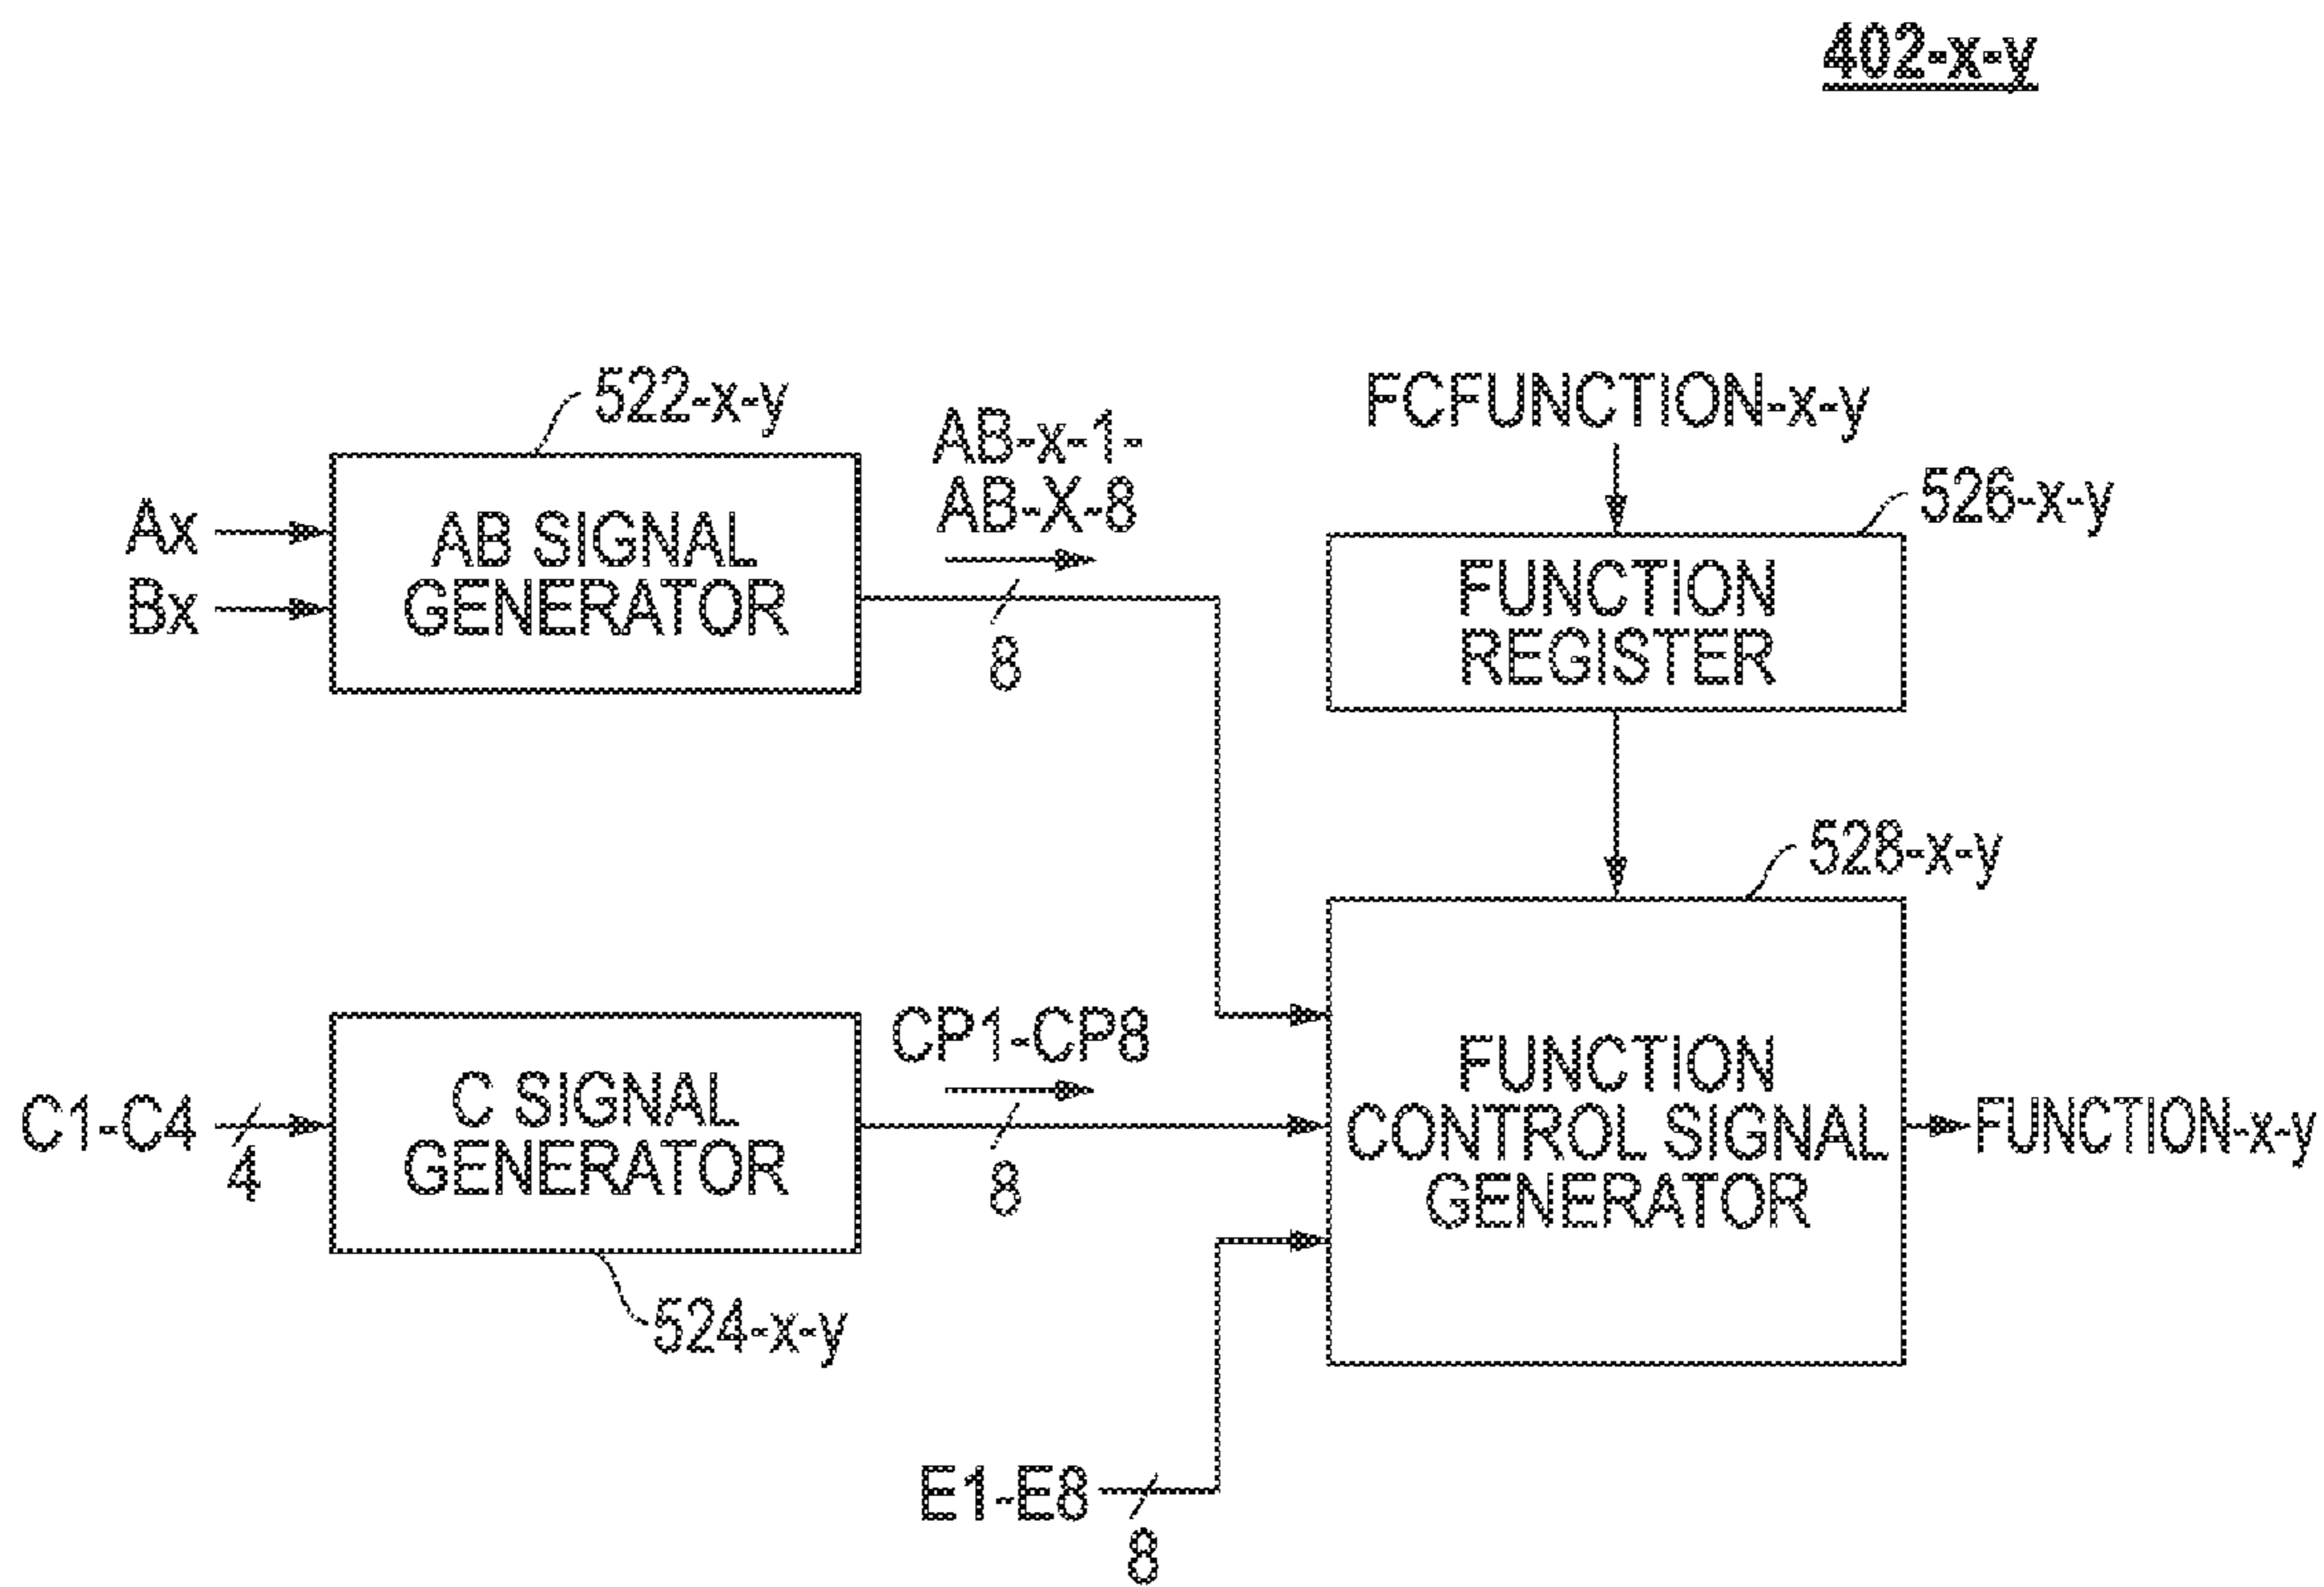 402-x-y
522-x-y
AB-x-1-
AB-X-8
FCFUNCTION-x-y
526-x-y
Ax
Bx
AB SIGNAL
GENERATOR
8
FUNCTION
REGISTER
528-x-y
CP1-CP8
C1-C4
4
C SIGNAL
GENERATOR
8
FUNCTION
CONTROL SIGNAL
GENERATOR
FUNCTION-x-y
524-x-y
E1-E8
8